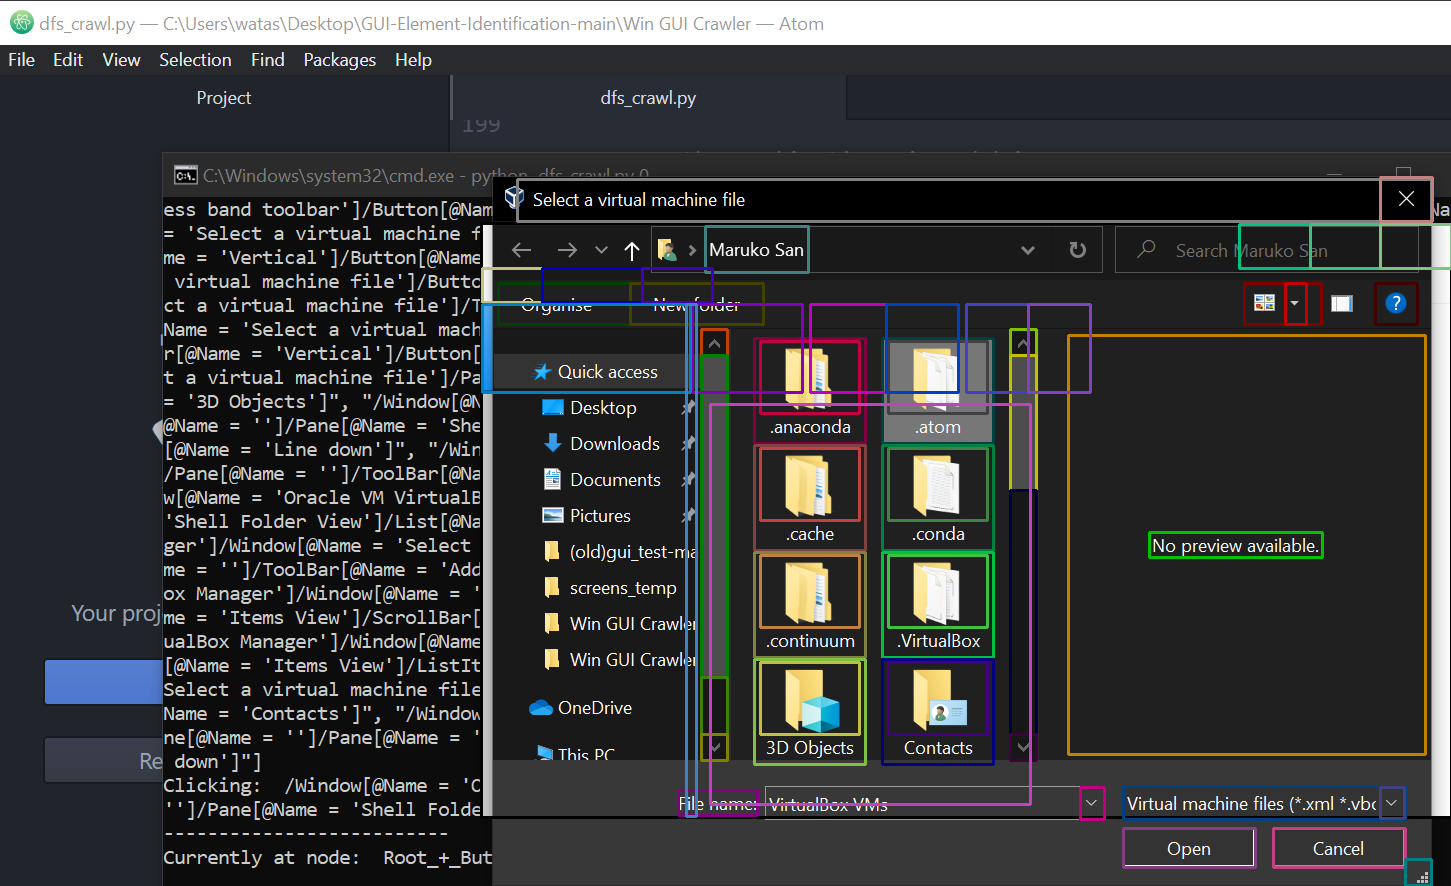 dfs_crawl.py — C:\Users\watas\Desktop\GUI-Element-Identification-main\Win GUI Crawler — Atom
File Edit View Selection Find Packages Help
Project
dfs_crawl.py
199
C:\Windows\system32\cmd.exe - python dfs_crawl.py 0
ess band toolbar']/Button[@Nam
= 'Select a virtual machine f
me = 'Vertical']/Button[@Name
virtual machine file']/Butto
ct a virtual machine file']/T
Name = 'Select a virtual mach
r[@Name = 'Vertical']/Button[
t a virtual machine file']/Pa
= '3D Objects']", "/Window[@N
@Name = '']/Pane[@Name = 'She
[@Name = 'Line down']", "/Win
/Pane[@Name = '']/ToolBar[@Na
w[@Name = 'Oracle VM VirtualB
'Shell Folder View']/List[@Na
ger']/Window[@Name = 'Select
me = '']/ToolBar[@Name = 'Add
ox Manager']/Window[@Name = '
me = 'Items View']/ScrollBar[
ualBox Manager']/Window[@Name
[@Name = 'Items View']/ListIt
Select a virtual machine file
Name = 'Contacts']", "/Window
ne[@Name = '']/Pane[@Name = '
down']"]
Clicking:  /Window[@Name = 'O
'']/Pane[@Name = 'Shell Folde
---------------------------
Currently at node:  Root_+_But
Your proj
Re
Na
Select a virtual machine file
Maruko San
Search Maruko San
Organise
New folder
Quick access
Desktop
Downloads
Documents
Pictures
(old)gui_test-ma
screens_temp
Win GUI Crawler
Win GUI Crawler
OneDrive
This PC
.anaconda
.atom
.cache
.conda
.continuum
.VirtualBox
3D Objects
Contacts
No preview available.
File name:
VirtualBox VMs
Virtual machine files (*.xml *.vbo
Open
Cancel